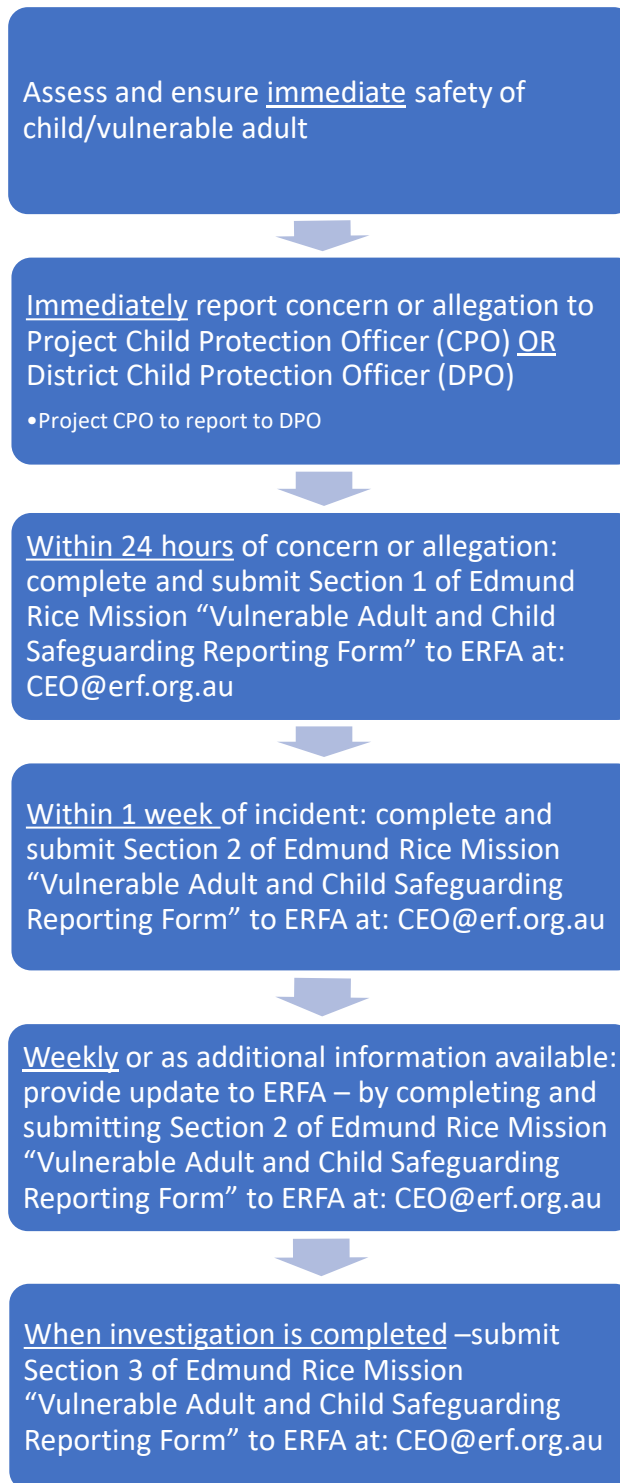 Assess and ensure immediate safety of
child/vulnerable adult
Immediately report concern or allegation to
Project Child Protection Officer (CPO) OR
District Child Protection Officer (DPO)
•Project CPO to report to DPO
Within 24 hours of concern or allegation:
complete and submit Section 1 of Edmund
Rice Mission “Vulnerable Adult and Child
Safeguarding Reporting Form” to ERFA at:
CEO@erf.org.au
Within 1 week of incident: complete and
submit Section 2 of Edmund Rice Mission
“Vulnerable Adult and Child Safeguarding
Reporting Form” to ERFA at: CEO@erf.org.au
Weekly or as additional information available:
provide update to ERFA – by completing and
submitting Section 2 of Edmund Rice Mission
“Vulnerable Adult and Child Safeguarding
Reporting Form” to ERFA at: CEO@erf.org.au
When investigation is completed –submit
Section 3 of Edmund Rice Mission
“Vulnerable Adult and Child Safeguarding
Reporting Form” to ERFA at: CEO@erf.org.au